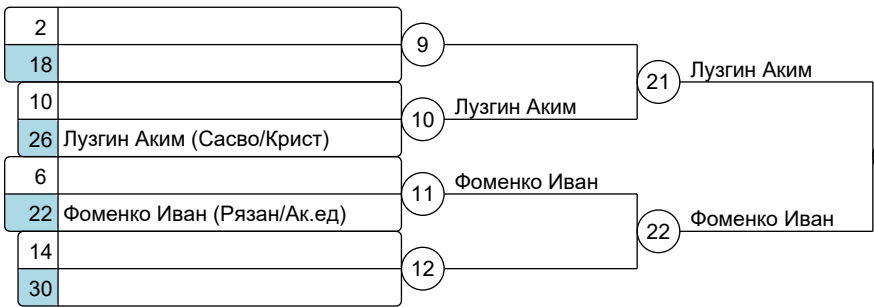 2
9
18
21 Лузгин Аким
10
10 Лузгин Аким
26 Лузгин Аким (Сасво/Крист)
6
11 Фоменко Иван
22 Фоменко Иван (Рязан/Ак.ед)
22 Фоменко Иван
14
12
30